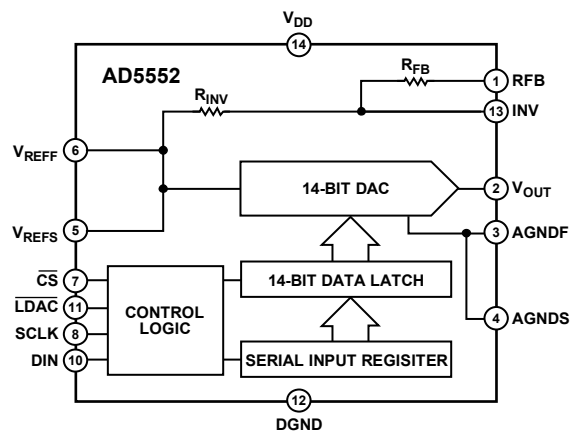 V_DD
14
AD5552
R_FB
1 RFB
R_INV
13 INV
V_REFF 6
14-BIT DAC
2 V_OUT
V_REFS 5
3 AGNDF
C̅S̅ 7
14-BIT DATA LATCH
L̅D̅A̅C̅ 11
CONTROL
LOGIC
4 AGNDS
SCLK 8
DIN 10
SERIAL INPUT REGISITER
12
DGND